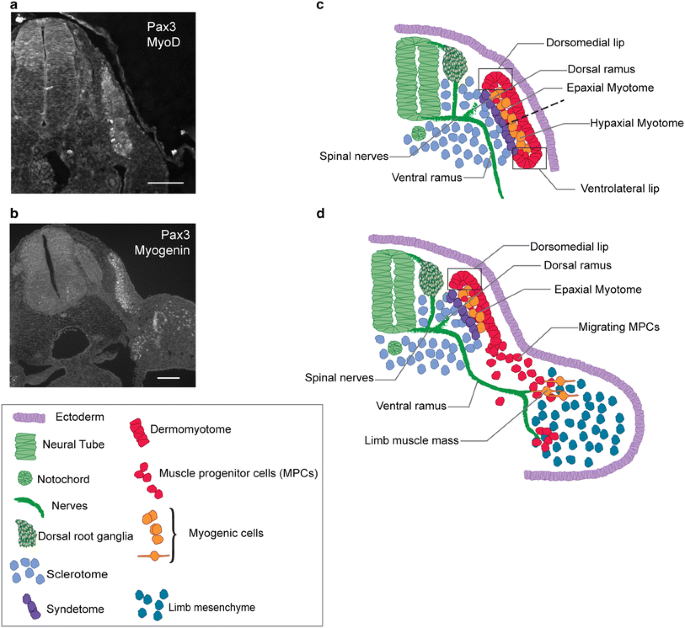 a
Pax3
MyoD
b
Pax3
Myogenin
c
Dorsomedial lip
Dorsal ramus
Epaxial Myotome
Hypaxial Myotome
Spinal nerves
Ventral ramus
Ventrolateral lip
d
Dorsomedial lip
Dorsal ramus
Epaxial Myotome
Migrating MPCs
Spinal nerves
Ventral ramus
Limb muscle mass
Ectoderm
Neural Tube
Notochord
Nerves
Dorsal root ganglia
Sclerotome
Syndetome
Dermomyotome
Muscle progenitor cells (MPCs)
Myogenic cells
Limb mesenchyme